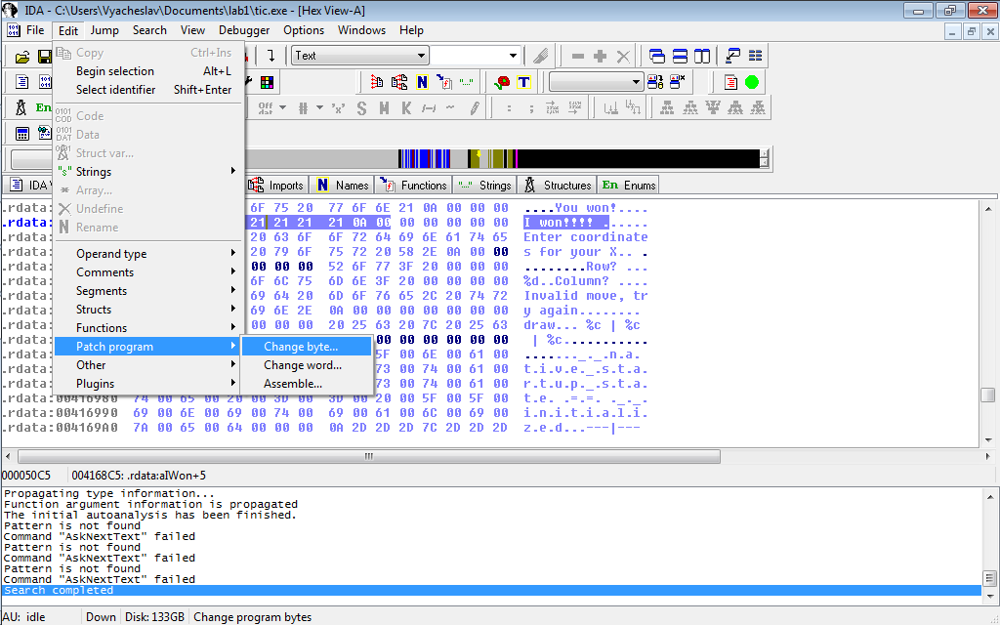 IDA - C:\Users\Vyacheslav\Documents\lab1\tic.exe - [Hex View-A]
File Edit Jump Search View Debugger Options Windows Help
Copy Ctrl+Ins
Begin selection Alt+L
Select identifier Shift+Enter
Code
Data
Struct var...
Strings
Array...
Undefine
Rename
Operand type
Comments
Segments
Structs
Functions
Patch program
Other
Plugins
Change byte...
Change word...
Assemble...
Text
En
IDA V Imports Names Functions Strings Structures En Enums
.rdata: 6F 75 20 77 6F 6E 21 0A 00 00 00 ....You won!....
.rdata: 21 21 21 21 0A 00 00 00 00 00 00 I won!!!! ......
.rdata: 20 63 6F 6F 72 64 69 6E 61 74 65 Enter coordinate
.rdata: 20 79 6F 75 72 20 58 2E 0A 00 00 s for your X.. .
.rdata: 00 00 00 52 6F 77 3F 20 00 00 00 ........Row? ...
.rdata: 6F 6C 75 6D 6E 3F 20 00 00 00 00 %d..Column? ....
.rdata: 69 64 20 6D 6F 76 65 2C 20 74 72 Invalid move, tr
.rdata: 69 6E 2E 0A 00 00 00 00 00 00 00 y again........
.rdata: 00 00 00 20 25 63 20 7C 20 25 63 draw... %c | %c
.rdata: 00 00 00 00 00 | %c...........
.rdata: 5F 00 6E 00 61 00 ...._._.n.a.
.rdata: 73 00 74 00 61 00 t.i.v.e._.s.t.a.
.rdata: 73 00 74 00 61 00 r.t.u.p._.s.t.a.
.rdata:00416980 74 00 65 00 20 00 3D 00 3D 00 20 00 5F 00 5F 00 t.e. .=.=. ._._.
.rdata:00416990 69 00 6E 00 69 00 74 00 69 00 61 00 6C 00 69 00 i.n.i.t.i.a.l.i.
.rdata:004169A0 7A 00 65 00 64 00 00 00 0A 2D 2D 2D 7C 2D 2D 2D z.e.d....---|---
000050C5 004168C5: .rdata:aIWon+5
Propagating type information...
Function argument information is propagated
The initial autoanalysis has been finished.
Pattern is not found
Command "AskNextText" failed
Pattern is not found
Command "AskNextText" failed
Pattern is not found
Command "AskNextText" failed
Search completed
AU: idle Down Disk: 133GB Change program bytes